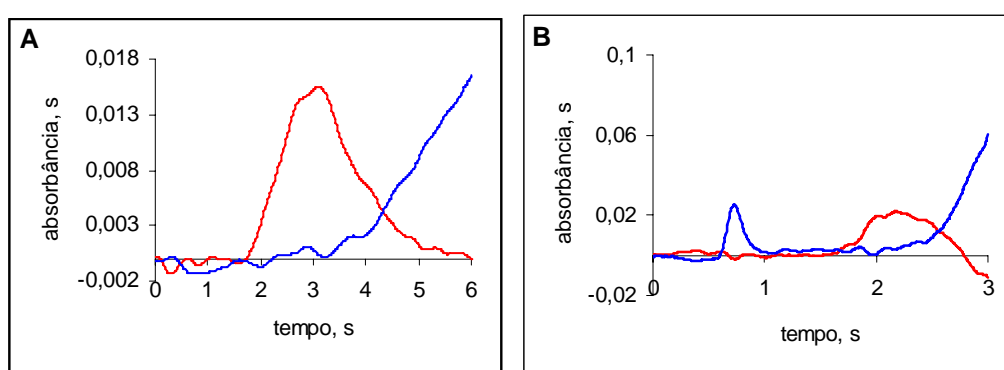 A
absorbância, s
0,018
0,013
0,008
0,003
-0,002
0 1 2 3 4 5 6
tempo, s
B
absorbância, s
0,1
0,06
0,02
-0,02
0 1 2 3
tempo, s